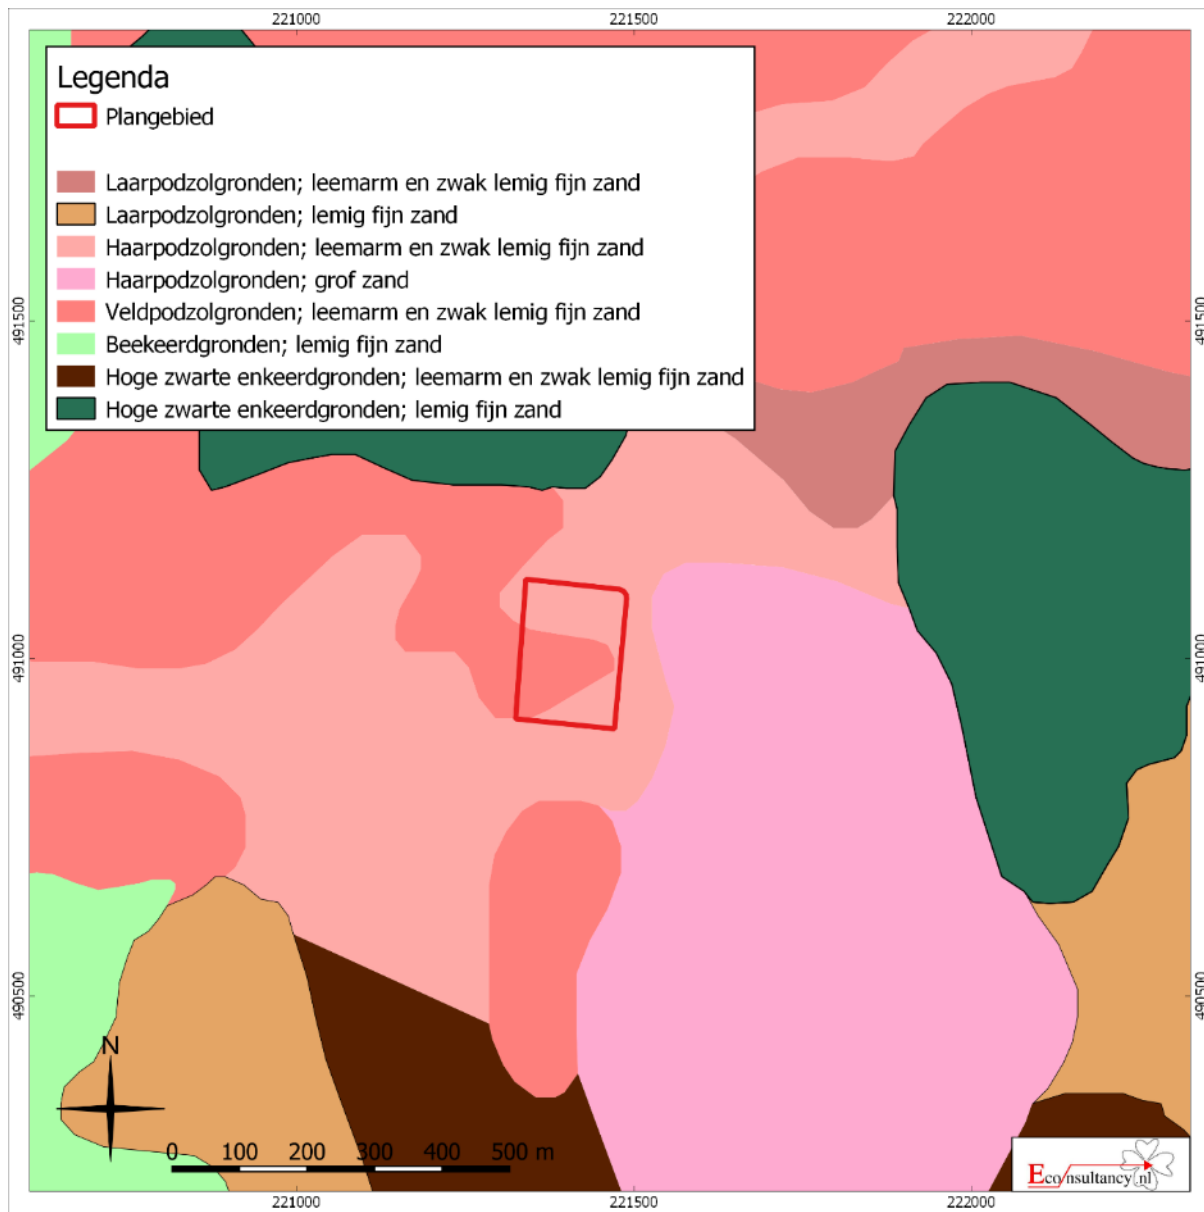 221000 221500 222000
Legenda
Plangebied
Laarpodzolgronden; leemarm en zwak lemig fijn zand
Laarpodzolgronden; lemig fijn zand
Haarpodzolgronden; leemarm en zwak lemig fijn zand
Haarpodzolgronden; grof zand
Veldpodzolgronden; leemarm en zwak lemig fijn zand
Beekeerdgronden; lemig fijn zand
Hoge zwarte enkeerdgronden; leemarm en zwak lemig fijn zand
Hoge zwarte enkeerdgronden; lemig fijn zand
491500 491500
491000 491000
490500 490500
N
0 100 200 300 400 500 m
Econsultancy.nl
221000 221500 222000